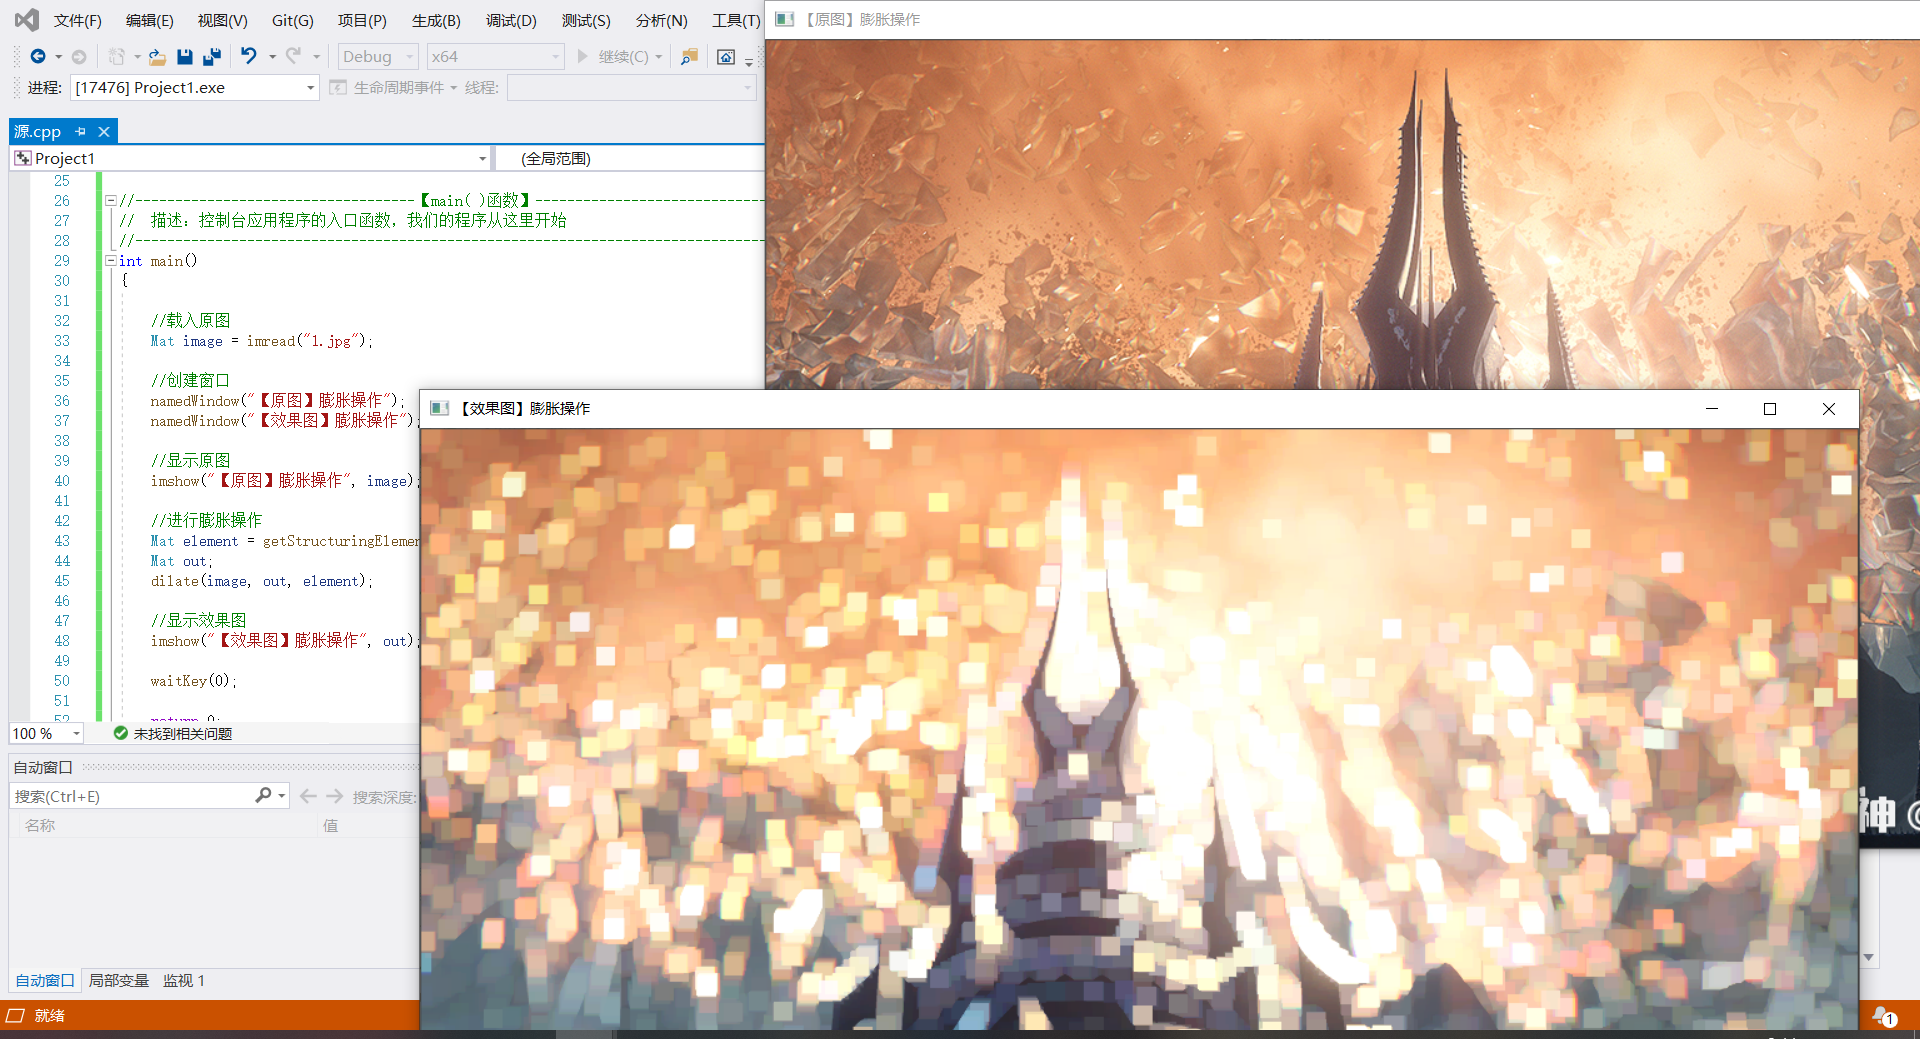 文件(F) 编辑(E) 视图(V) Git(G) 项目(P) 生成(B) 调试(D) 测试(S) 分析(N) 工具(T)
Debug x64 继续(C)
进程: [17476] Project1.exe 生命周期事件 线程:
源.cpp
Project1 (全局范围)
25
26 //-----------------------------------【main( )函数】-----------------------------
27 // 描述：控制台应用程序的入口函数，我们的程序从这里开始
28 //--------------------------------------------------------------------------------
29 int main()
30 {
31
32 //载入原图
33 Mat image = imread("1.jpg");
34
35 //创建窗口
36 namedWindow("【原图】膨胀操作");
37 namedWindow("【效果图】膨胀操作");
38
39 //显示原图
40 imshow("【原图】膨胀操作", image);
41
42 //进行膨胀操作
43 Mat element = getStructuringElemen
44 Mat out;
45 dilate(image, out, element);
46
47 //显示效果图
48 imshow("【效果图】膨胀操作", out);
49
50 waitKey(0);
51
52 return 0;
100 % 未找到相关问题
自动窗口
搜索(Ctrl+E) 搜索深度:
名称 值
自动窗口 局部变量 监视 1
就绪
【原图】膨胀操作
神 @
【效果图】膨胀操作
1